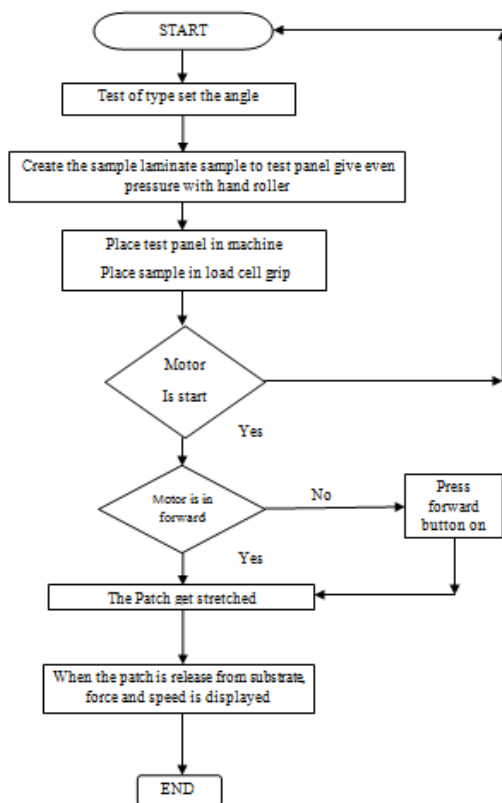 START
Test of type set the angle
Create the sample laminate sample to test panel give even
pressure with hand roller
Place test panel in machine
Place sample in load cell grip
Motor
Is start
Yes
Motor is in
forward
No
Press
forward
button on
Yes
The Patch get stretched
When the patch is release from substrate,
force and speed is displayed
END